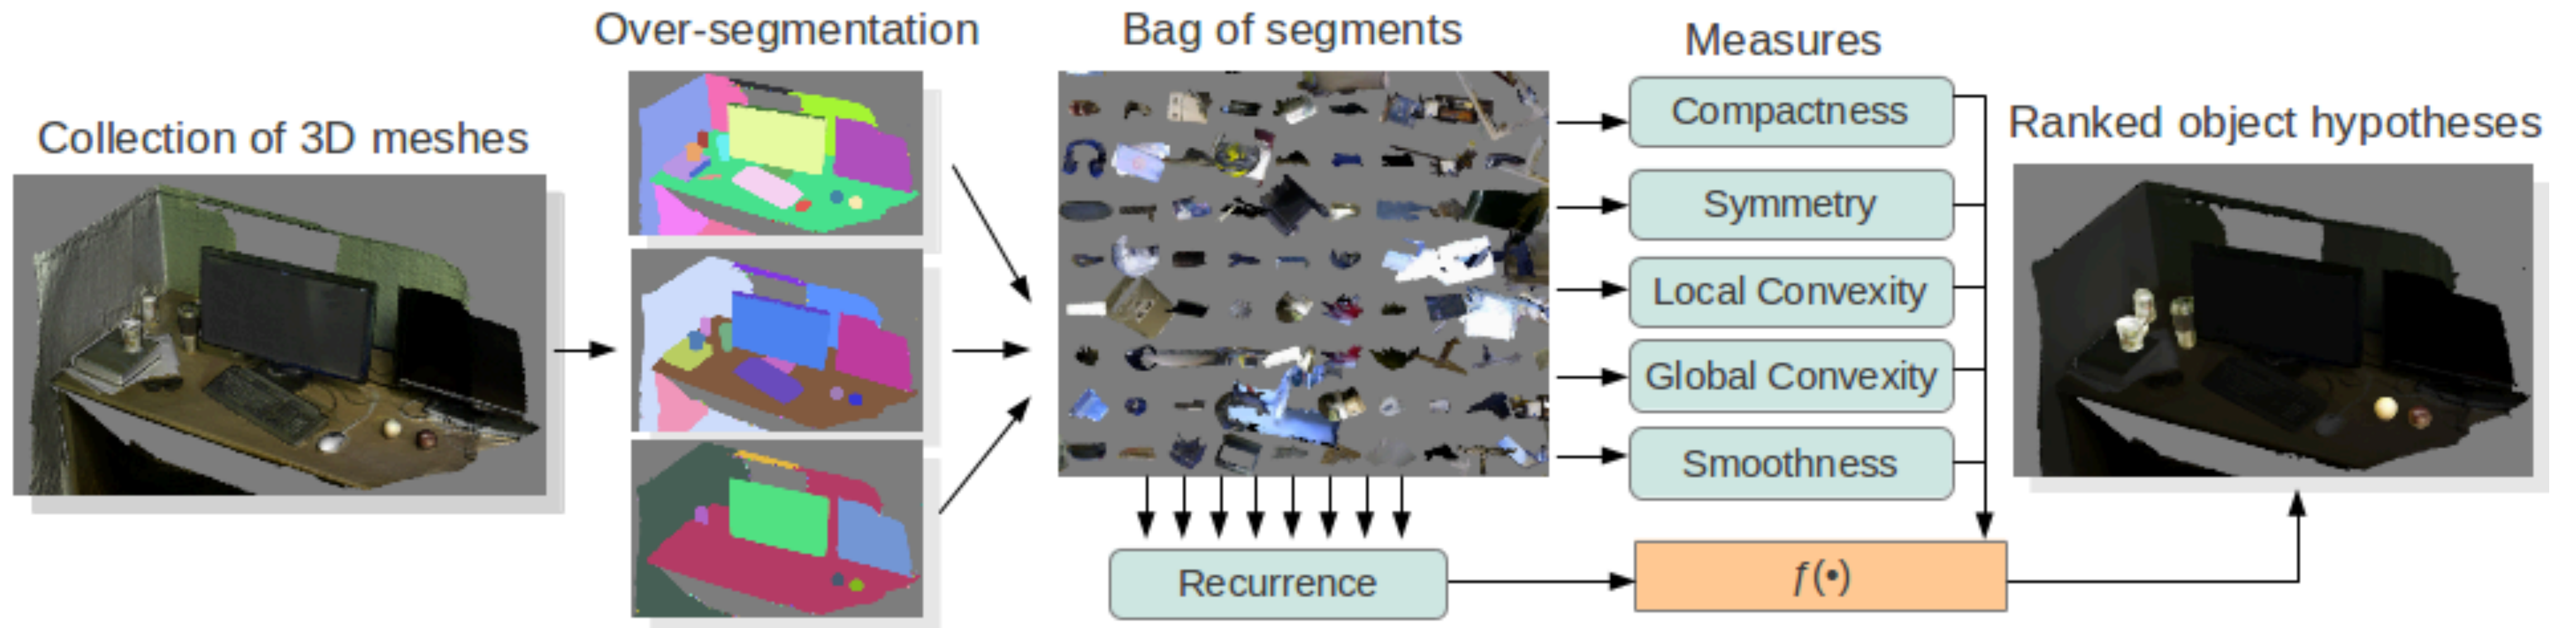 Collection of 3D meshes
Over-segmentation
Bag of segments
Measures
Compactness
Symmetry
Local Convexity
Global Convexity
Smoothness
Recurrence
f(•)
Ranked object hypotheses